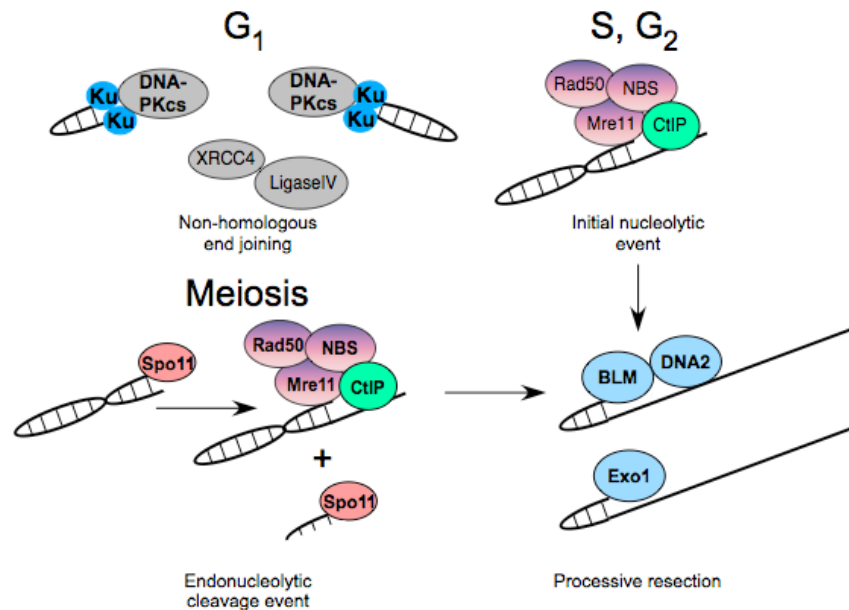 G1
S, G2
DNA-
PKcs
Ku
Ku
DNA-
PKcs
Ku
Ku
XRCC4
LigaseIV
Non-homologous
end joining
Rad50
NBS
Mre11
CtIP
Initial nucleolytic
event
Meiosis
Spo11
Rad50
NBS
Mre11
CtIP
+
Spo11
Endonucleolytic
cleavage event
BLM
DNA2
Exo1
Processive resection